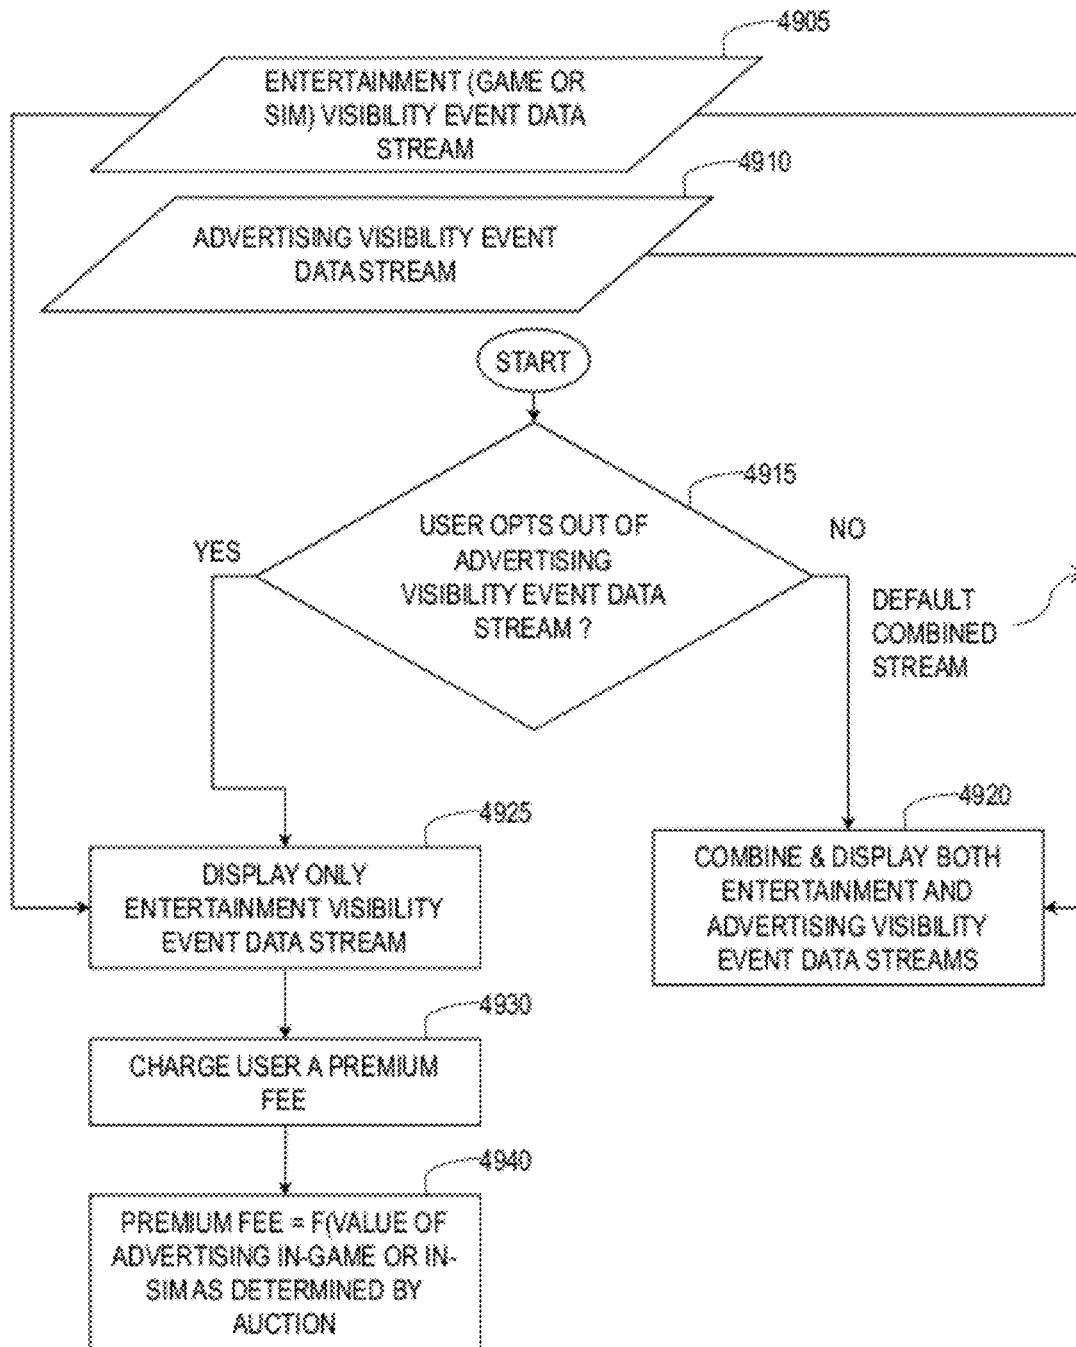 4905
ENTERTAINMENT (GAME OR
SIM) VISIBILITY EVENT DATA
STREAM
4910
ADVERTISING VISIBILITY EVENT
DATA STREAM
START
4915
USER OPTS OUT OF
ADVERTISING
VISIBILITY EVENT DATA
STREAM ?
YES
NO
DEFAULT
COMBINED
STREAM
4925
DISPLAY ONLY
ENTERTAINMENT VISIBILITY
EVENT DATA STREAM
4920
COMBINE & DISPLAY BOTH
ENTERTAINMENT AND
ADVERTISING VISIBILITY
EVENT DATA STREAMS
4930
CHARGE USER A PREMIUM
FEE
4940
PREMIUM FEE = F(VALUE OF
ADVERTISING IN-GAME OR IN-
SIM AS DETERMINED BY
AUCTION